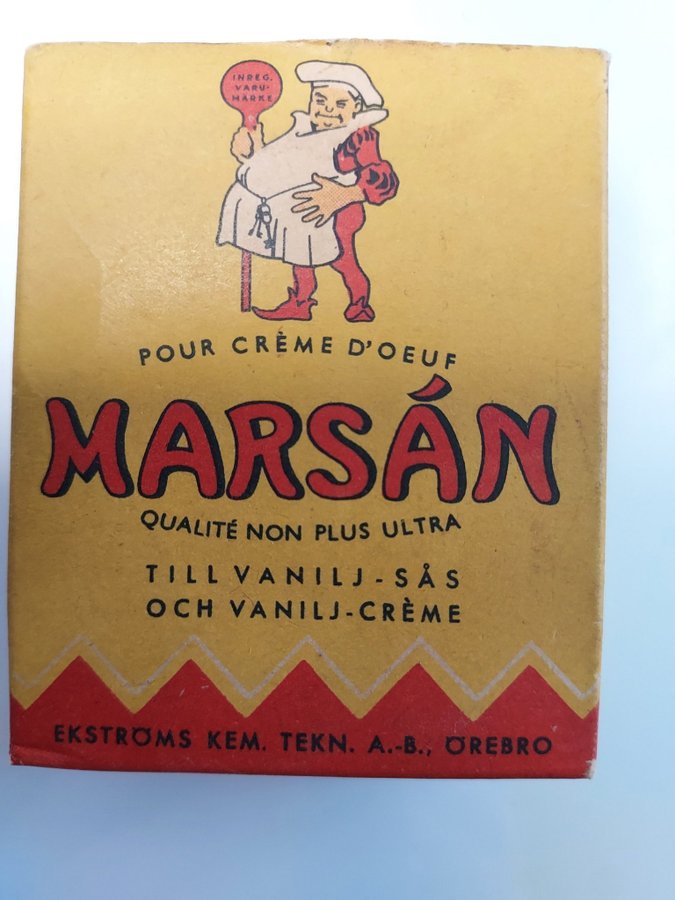 INREG.
VARU-
MÄRKE
POUR CRÈME D'OEUF
MARSÁN
QUALITÉ NON PLUS ULTRA
TILL VANILJ-SÅS
OCH VANILJ-CRÈME
EKSTRÖMS KEM. TEKN. A.-B., ÖREBRO